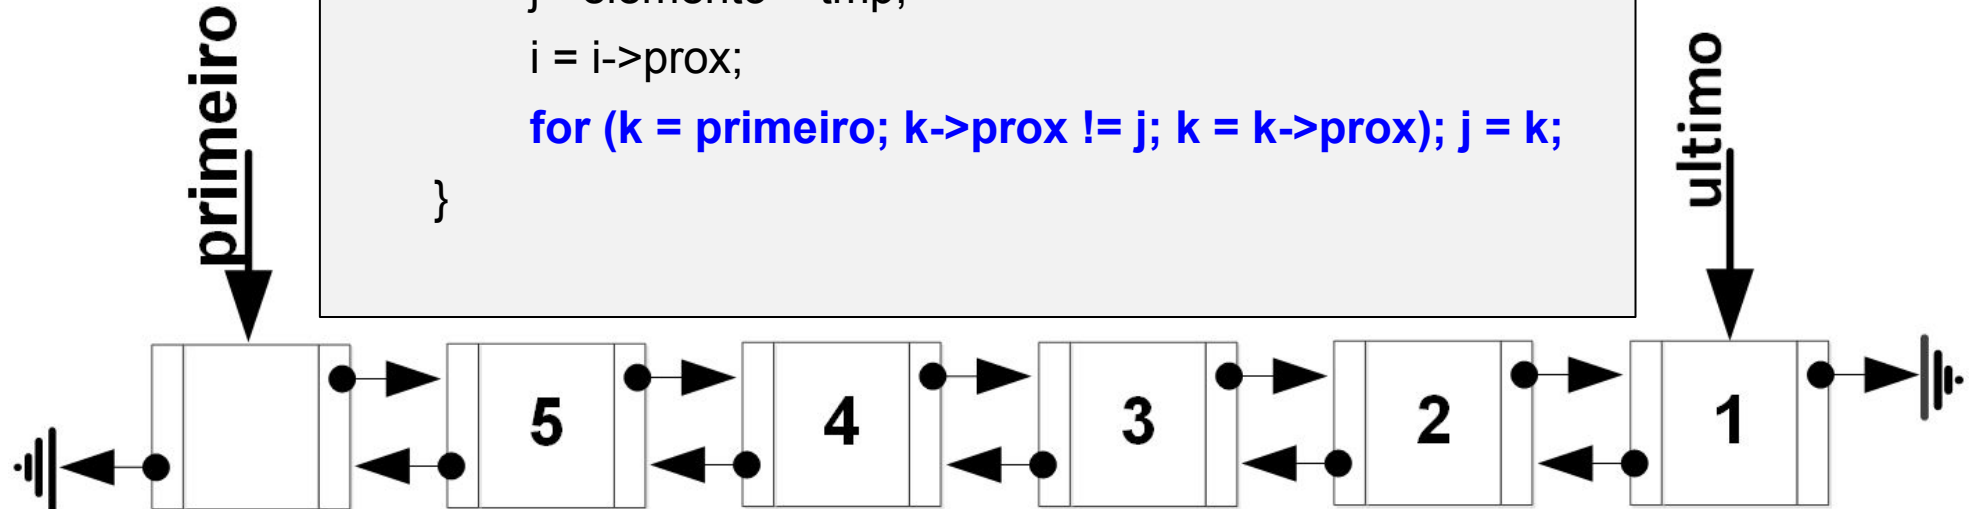 primeiro
i = i->prox;
for (k = primeiro; k->prox != j; k = k->prox); j = k;
}
ultimo
5 4 3 2 1